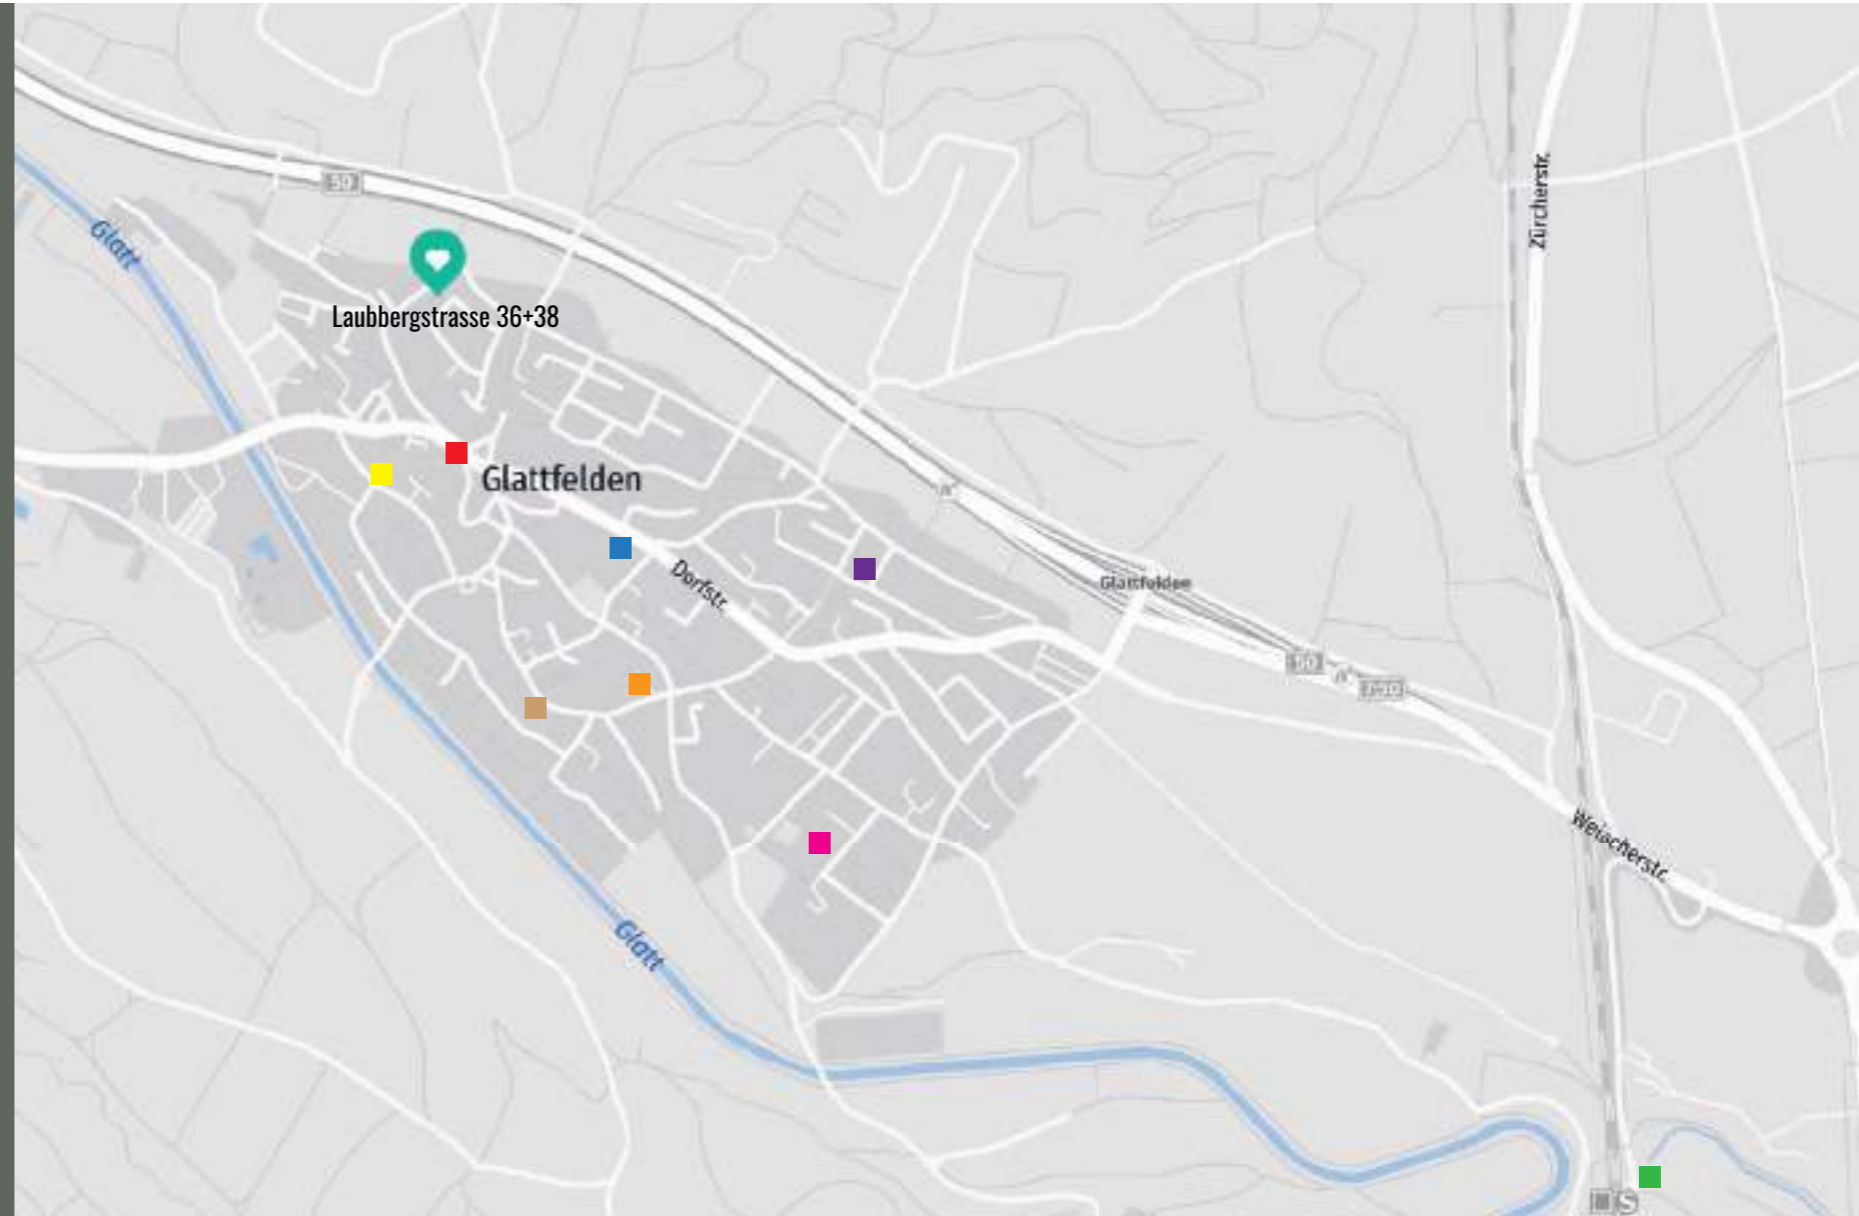 Zürcherstr.
50
Glatt
Laubbergstrasse 36+38
Glattfelden
Dorfstr.
Glattfelden
50
Weiacherstr.
Glatt
S